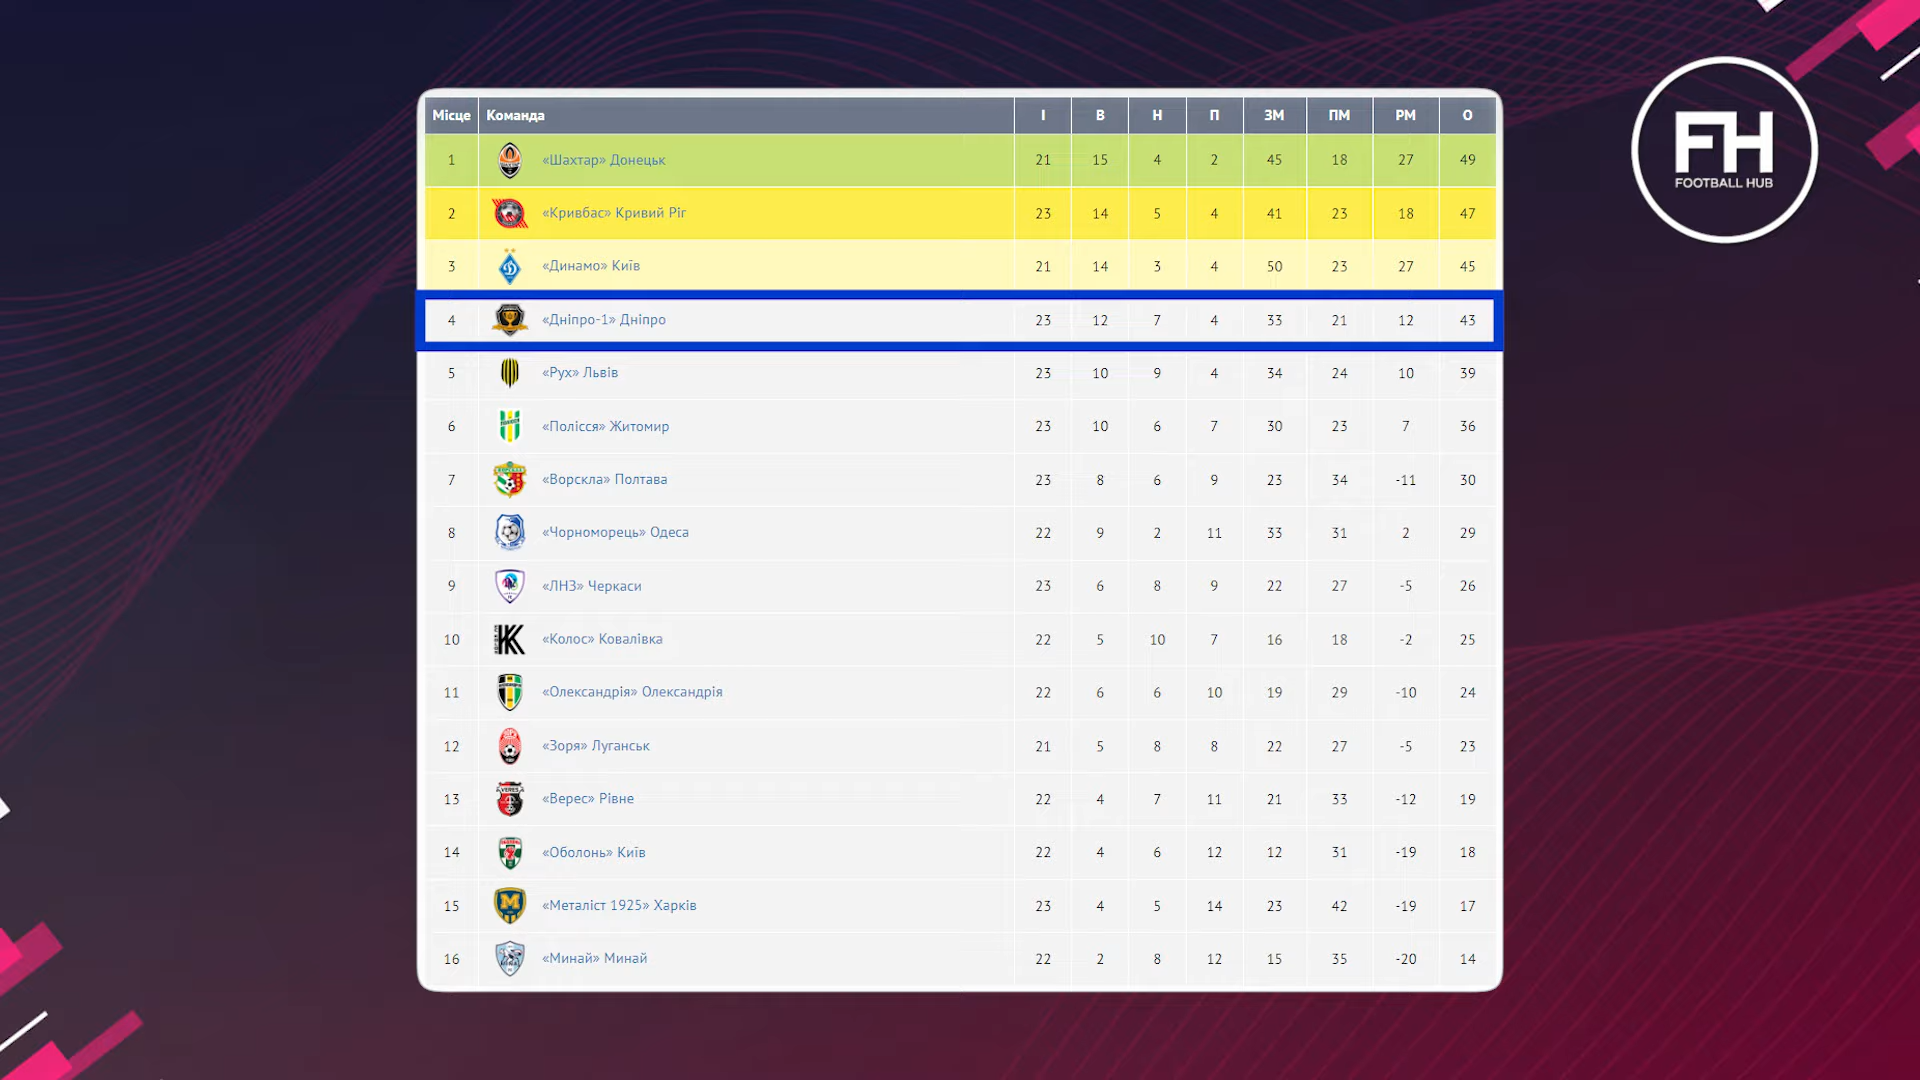 Місце Команда І В Н П ЗМ ПМ РМ О
1 «Шахтар» Донецьк 21 15 4 2 45 18 27 49
2 «Кривбас» Кривий Ріг 23 14 5 4 41 23 18 47
3 «Динамо» Київ 21 14 3 4 50 23 27 45
4 «Дніпро-1» Дніпро 23 12 7 4 33 21 12 43
5 «Рух» Львів 23 10 9 4 34 24 10 39
6 «Полісся» Житомир 23 10 6 7 30 23 7 36
7 «Ворскла» Полтава 23 8 6 9 23 34 -11 30
8 «Чорноморець» Одеса 22 9 2 11 33 31 2 29
9 «ЛНЗ» Черкаси 23 6 8 9 22 27 -5 26
10 «Колос» Ковалівка 22 5 10 7 16 18 -2 25
11 «Олександрія» Олександрія 22 6 6 10 19 29 -10 24
12 «Зоря» Луганськ 21 5 8 8 22 27 -5 23
13 «Верес» Рівне 22 4 7 11 21 33 -12 19
14 «Оболонь» Київ 22 4 6 12 12 31 -19 18
15 «Металіст 1925» Харків 23 4 5 14 23 42 -19 17
16 «Минай» Минай 22 2 8 12 15 35 -20 14
FH
FOOTBALL HUB